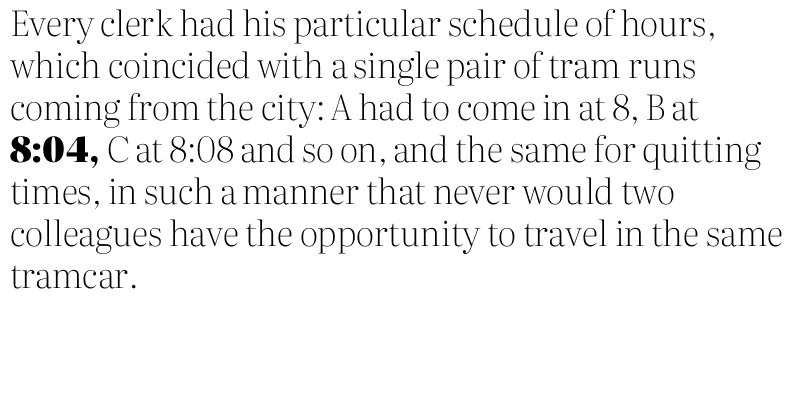 Every clerk had his particular schedule of hours,
which coincided with a single pair of tram runs
coming from the city: A had to come in at 8, B at
8:04, C at 8:08 and so on, and the same for quitting
times, in such a manner that never would two
colleagues have the opportunity to travel in the same
tramcar.